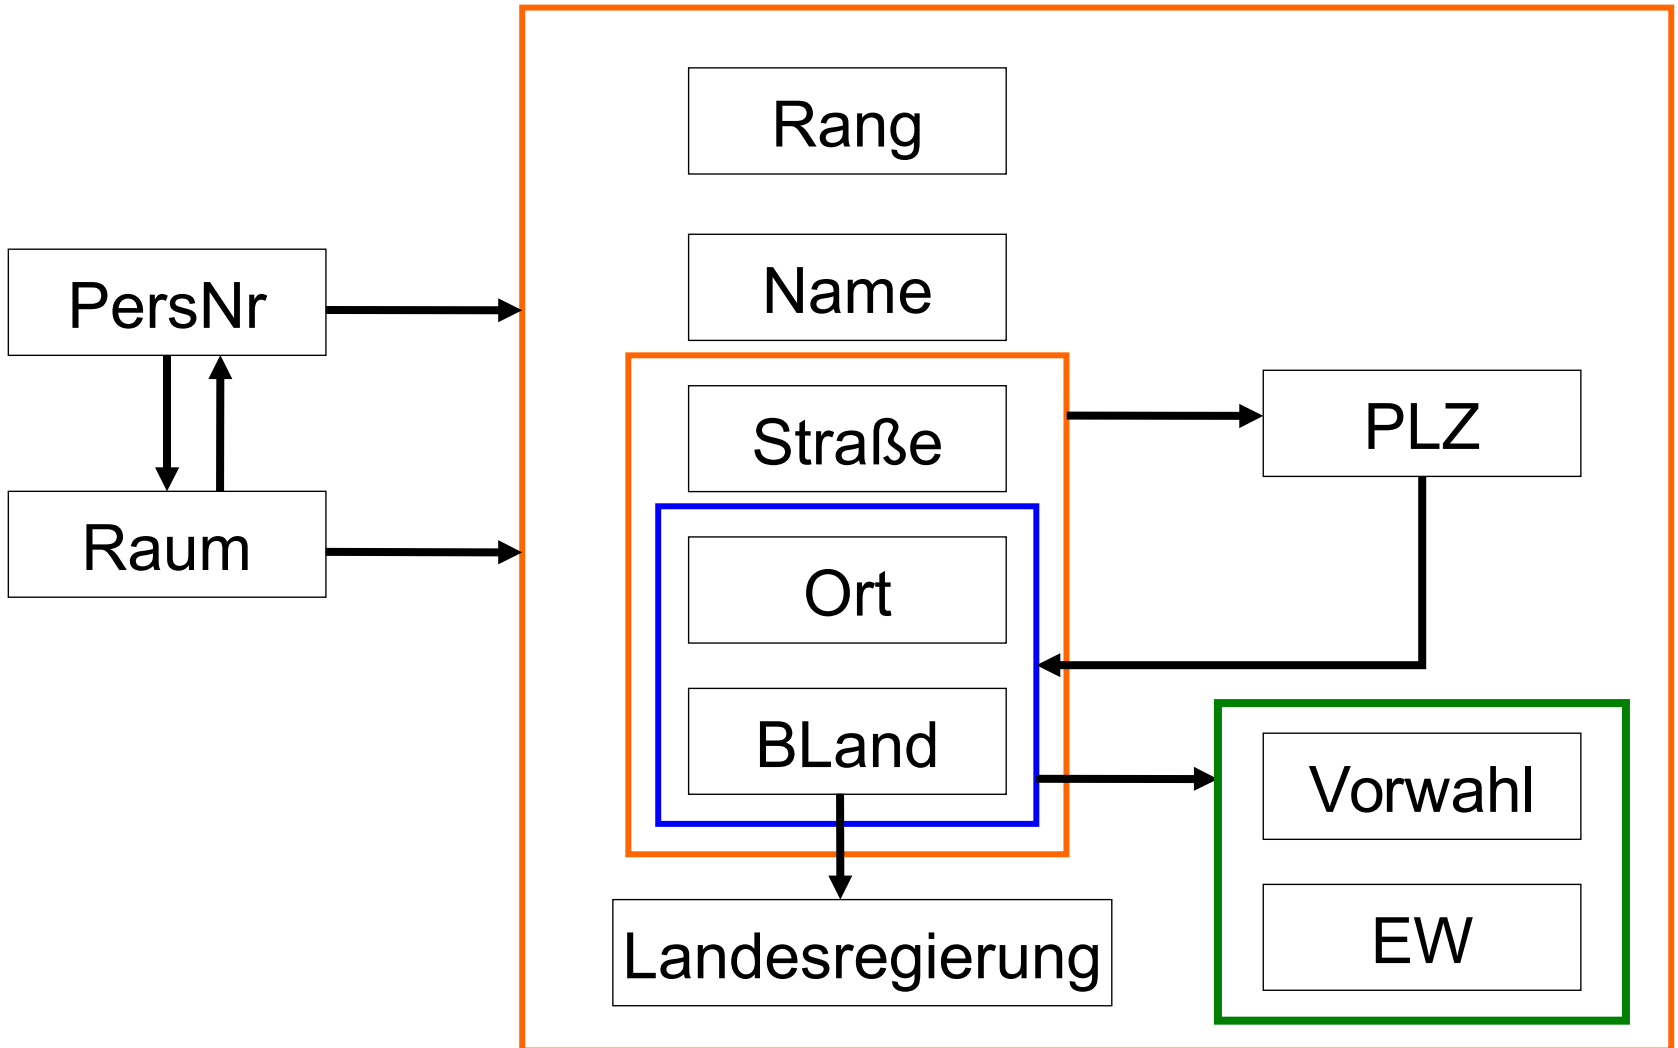 Rang
Name
PersNr
Straße
PLZ
Raum
Ort
BLand
Vorwahl
EW
Landesregierung